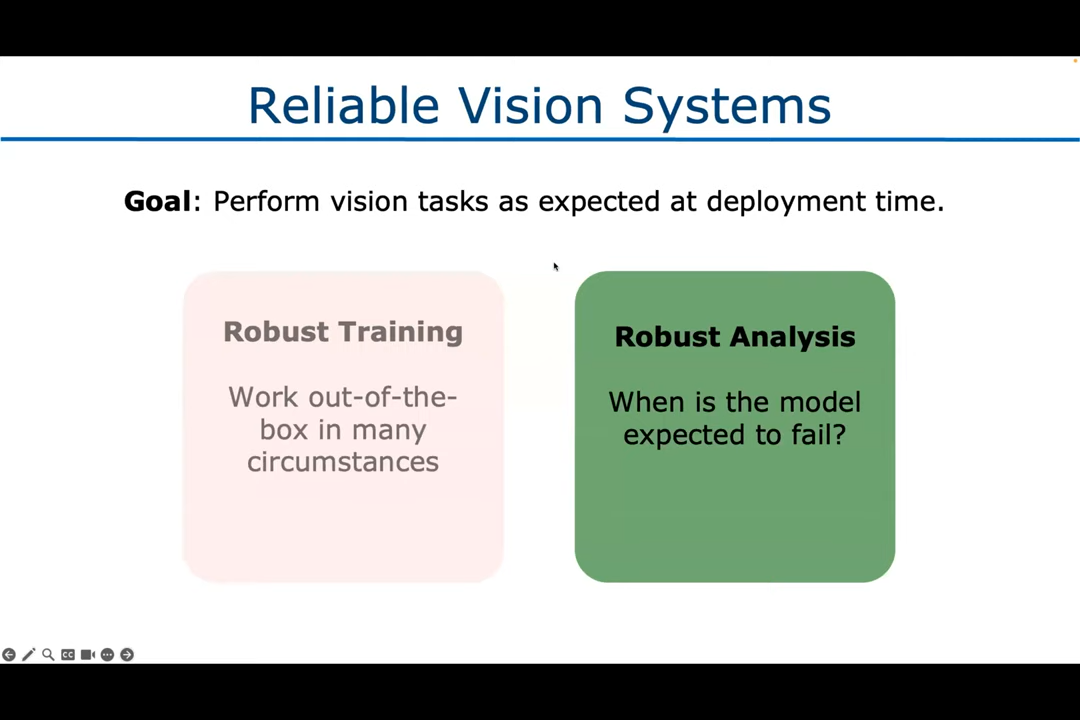 Reliable Vision Systems
Goal: Perform vision tasks as expected at deployment time.
Robust Training
Work out-of-the-
box in many
circumstances
Robust Analysis
When is the model
expected to fail?
CC